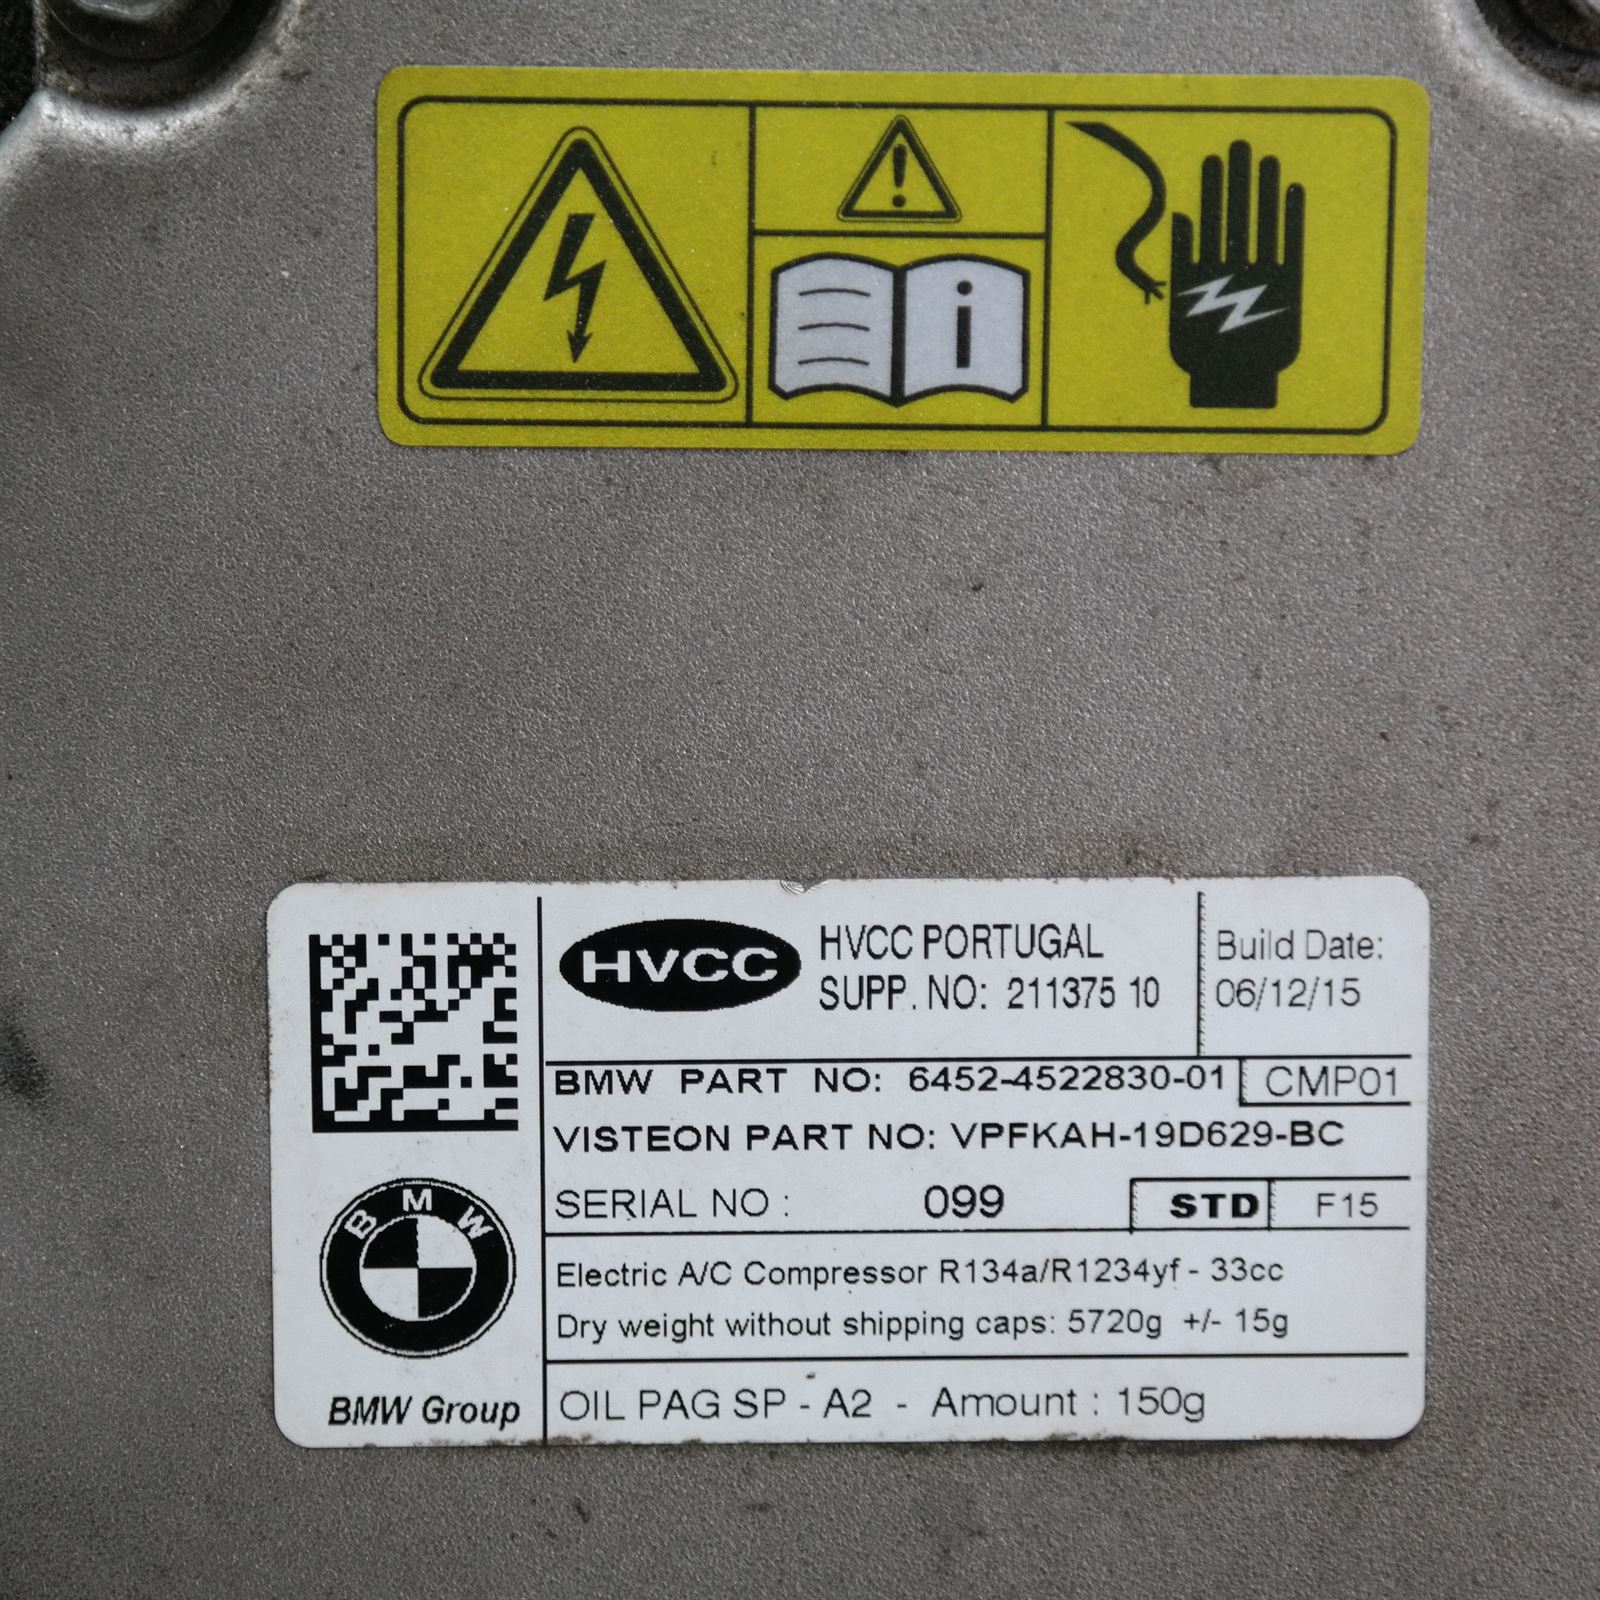 HVCC
HVCC PORTUGAL
SUPP. NO: 211375 10
Build Date:
06/12/15
BMW PART NO: 6452-4522830-01
CMP01
VISTEON PART NO: VPFKAH-19D629-BC
SERIAL NO : 099
STD
F15
Electric A/C Compressor R134a/R1234yf - 33cc
Dry weight without shipping caps: 5720g +/- 15g
OIL PAG SP - A2 - Amount : 150g
BMW
BMW Group